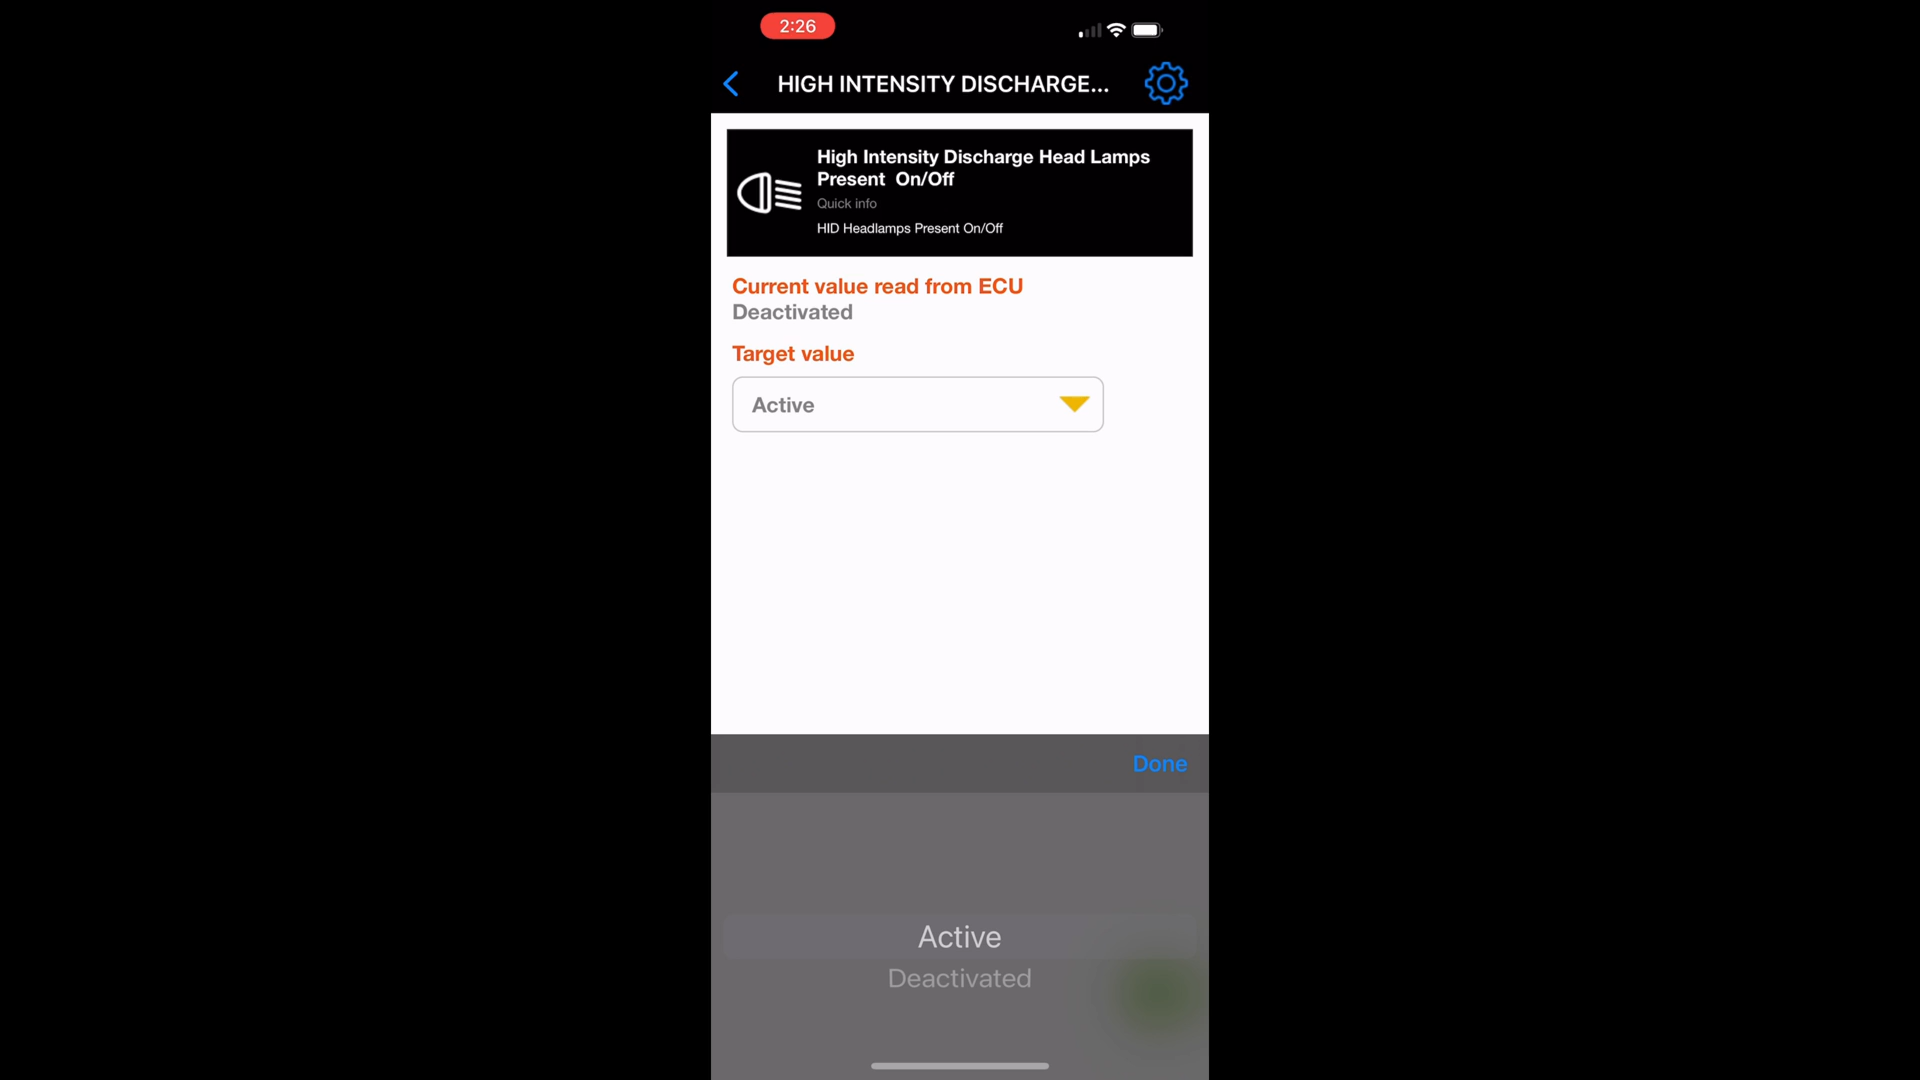 2:26
HIGH INTENSITY DISCHARGE...
High Intensity Discharge Head Lamps
Present On/Off
Quick info
HID Headlamps Present On/Off
Current value read from ECU
Deactivated
Target value
Active
Done
Active
Deactivated